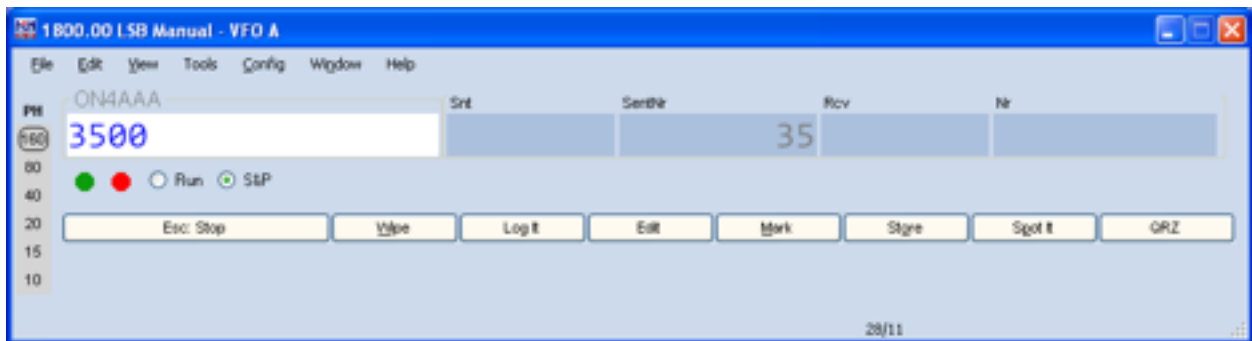 1800.00 LSB Manual - VFO A
File Edit View Tools Config Window Help
ON4AAA Snt SentNr Rcv Nr
PH
3500 35
160
80
Run S&P
40
20 Esc: Stop Wipe Log It Edit Mark Store Spot It QRZ
15
10
28/11